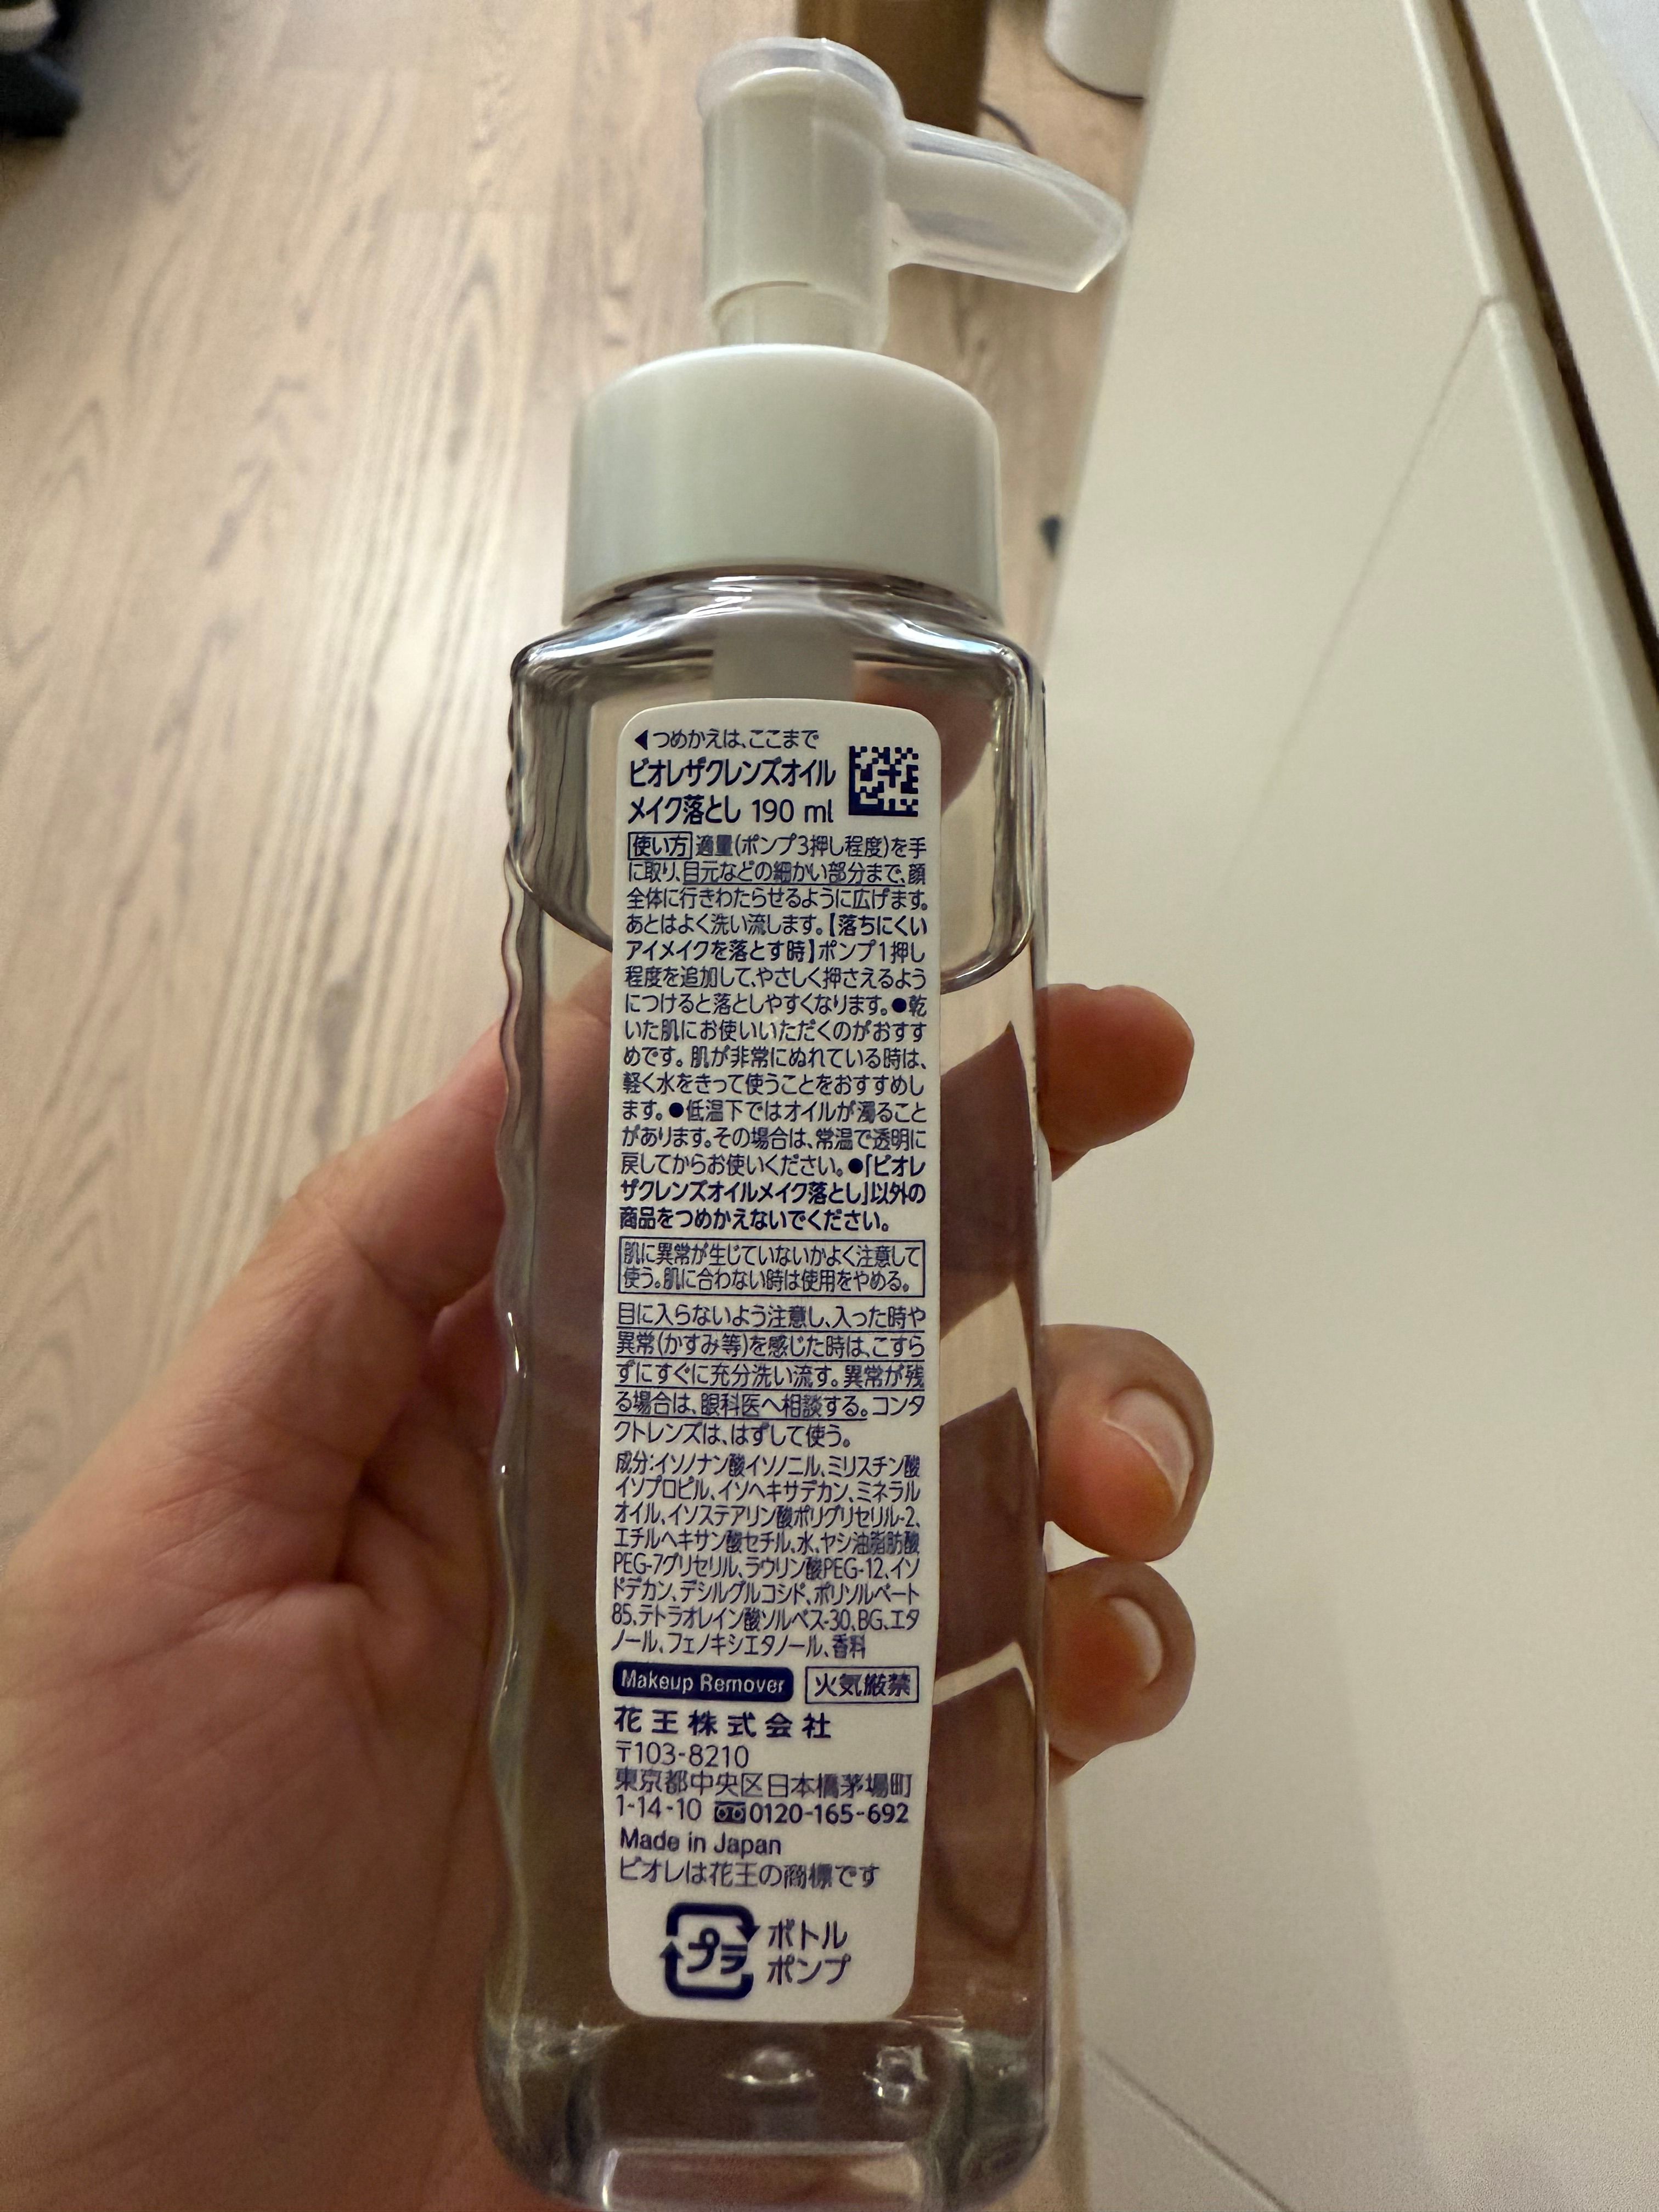 ◀つめかえは、ここまで
ビオレザクレンズオイル
メイク落とし 190 ml
使い方 適量(ポンプ3押し程度)を手
に取り、目元などの細かい部分まで、顔
全体に行きわたらせるように広げます。
あとはよく洗い流します。【落ちにくい
アイメイクを落とす時】ポンプ1押し
程度を追加して、やさしく押さえるよう
につけると落としやすくなります。●乾
いた肌にお使いいただくのがおすす
めです。肌が非常にぬれている時は、
軽く水をきって使うことをおすすめし
ます。●低温下ではオイルが濁ること
があります。その場合は、常温で透明に
戻してからお使いください。●「ビオレ
ザクレンズオイルメイク落とし」以外の
商品をつめかえないでください。
肌に異常が生じていないかよく注意して
使う。肌に合わない時は使用をやめる。
目に入らないよう注意し、入った時や
異常(かすみ等)を感じた時は、こすら
ずにすぐに充分洗い流す。異常が残
る場合は、眼科医へ相談する。コンタ
クトレンズは、はずして使う。
成分:イソノナン酸イソノニル、ミリスチン酸
イソプロピル、イソヘキサデカン、ミネラル
オイル、イソステアリン酸ポリグリセリル-2、
エチルヘキサン酸セチル、水、ヤシ油脂肪酸
PEG-7グリセリル、ラウリン酸PEG-12、イソ
ドデカン、デシルグルコシド、ポリソルベート
85、テトラオレイン酸ソルベス-30、BG、エタ
ノール、フェノキシエタノール、香料
Makeup Remover 火気厳禁
花王株式会社
〒103-8210
東京都中央区日本橋茅場町
1-14-10 0120-165-692
Made in Japan
ビオレは花王の商標です
プラ ボトル
ポンプ